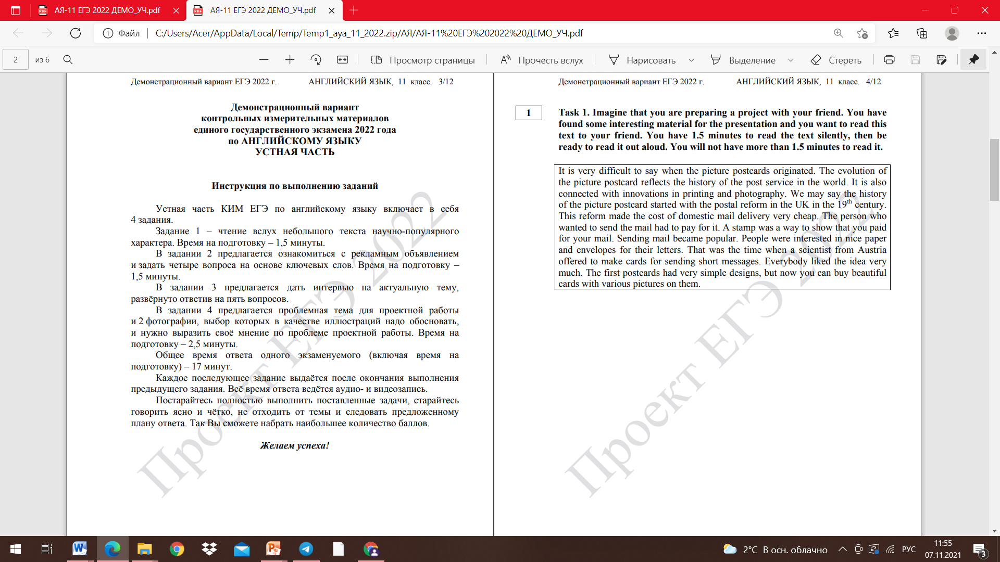 АЯ-11 ЕГЭ 2022 ДЕМО_УЧ.pdf
АЯ-11 ЕГЭ 2022 ДЕМО_УЧ.pdf
Файл
C:/Users/Acer/AppData/Local/Temp/Temp1_aya_11_2022.zip/АЯ/АЯ-11%20ЕГЭ%202022%20ДЕМО_УЧ.pdf
2 из 6
Просмотр страницы
Прочесть вслух
Нарисовать
Выделение
Стереть
Демонстрационный вариант ЕГЭ 2022 г. АНГЛИЙСКИЙ ЯЗЫК, 11 класс. 3/12
Демонстрационный вариант
контрольных измерительных материалов
единого государственного экзамена 2022 года
по АНГЛИЙСКОМУ ЯЗЫКУ
УСТНАЯ ЧАСТЬ
Инструкция по выполнению заданий
Устная часть КИМ ЕГЭ по английскому языку включает в себя
4 задания.
Задание 1 – чтение вслух небольшого текста научно-популярного
характера. Время на подготовку – 1,5 минуты.
В задании 2 предлагается ознакомиться с рекламным объявлением
и задать четыре вопроса на основе ключевых слов. Время на подготовку –
1,5 минуты.
В задании 3 предлагается дать интервью на актуальную тему,
развёрнуто ответив на пять вопросов.
В задании 4 предлагается проблемная тема для проектной работы
и 2 фотографии, выбор которых в качестве иллюстраций надо обосновать,
и нужно выразить своё мнение по проблеме проектной работы. Время на
подготовку – 2,5 минуты.
Общее время ответа одного экзаменуемого (включая время на
подготовку) – 17 минут.
Каждое последующее задание выдаётся после окончания выполнения
предыдущего задания. Всё время ответа ведётся аудио- и видеозапись.
Постарайтесь полностью выполнить поставленные задачи, старайтесь
говорить ясно и чётко, не отходить от темы и следовать предложенному
плану ответа. Так Вы сможете набрать наибольшее количество баллов.
Желаем успеха!
Проект ЕГЭ 2022
Демонстрационный вариант ЕГЭ 2022 г. АНГЛИЙСКИЙ ЯЗЫК, 11 класс. 4/12
1
Task 1. Imagine that you are preparing a project with your friend. You have
found some interesting material for the presentation and you want to read this
text to your friend. You have 1.5 minutes to read the text silently, then be
ready to read it out aloud. You will not have more than 1.5 minutes to read it.
It is very difficult to say when the picture postcards originated. The evolution of
the picture postcard reflects the history of the post service in the world. It is also
connected with innovations in printing and photography. We may say the history
of the picture postcard started with the postal reform in the UK in the 19th century.
This reform made the cost of domestic mail delivery very cheap. The person who
wanted to send the mail had to pay for it. A stamp was a way to show that you paid
for your mail. Sending mail became popular. People were interested in nice paper
and envelopes for their letters. That was the time when a scientist from Austria
offered to make cards for sending short messages. Everybody liked the idea very
much. The first postcards had very simple designs, but now you can buy beautiful
cards with various pictures on them.
Проект ЕГЭ 2022
2°C В осн. облачно
РУС
11:55
07.11.2021
3